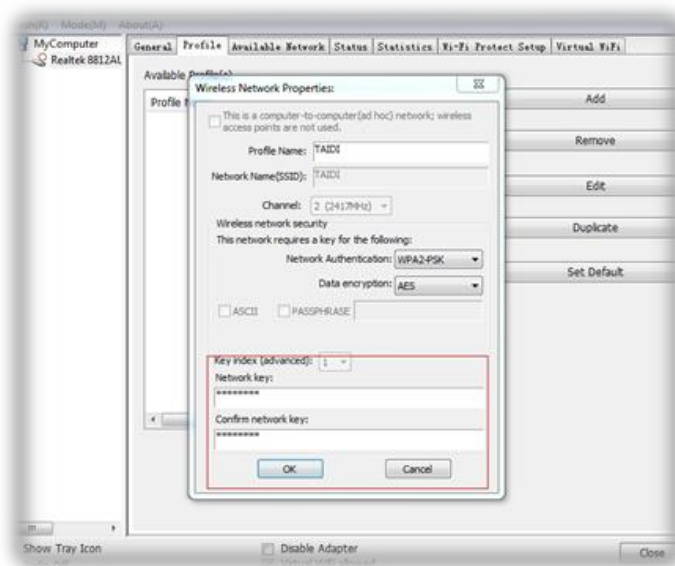 Mode(M) About(A)
MyComputer
Realtek 8812AL
General Profile Available Network Status Statistics Wi-Fi Protect Setup Virtual WiFi
Available Profile(s)
Profile N
Wireless Network Properties:
This is a computer-to-computer(ad hoc) network; wireless
access points are not used.
Profile Name: TAIDI
Network Name(SSID): TAIDI
Channel: 2 (2417MHz)
Wireless network security
This network requires a key for the following:
Network Authentication: WPA2-PSK
Data encryption: AES
ASCII PASSPHRASE
Key index (advanced): 1
Network key:
********
Confirm network key:
********
OK Cancel
Add
Remove
Edit
Duplicate
Set Default
Show Tray Icon
Disable Adapter
Close